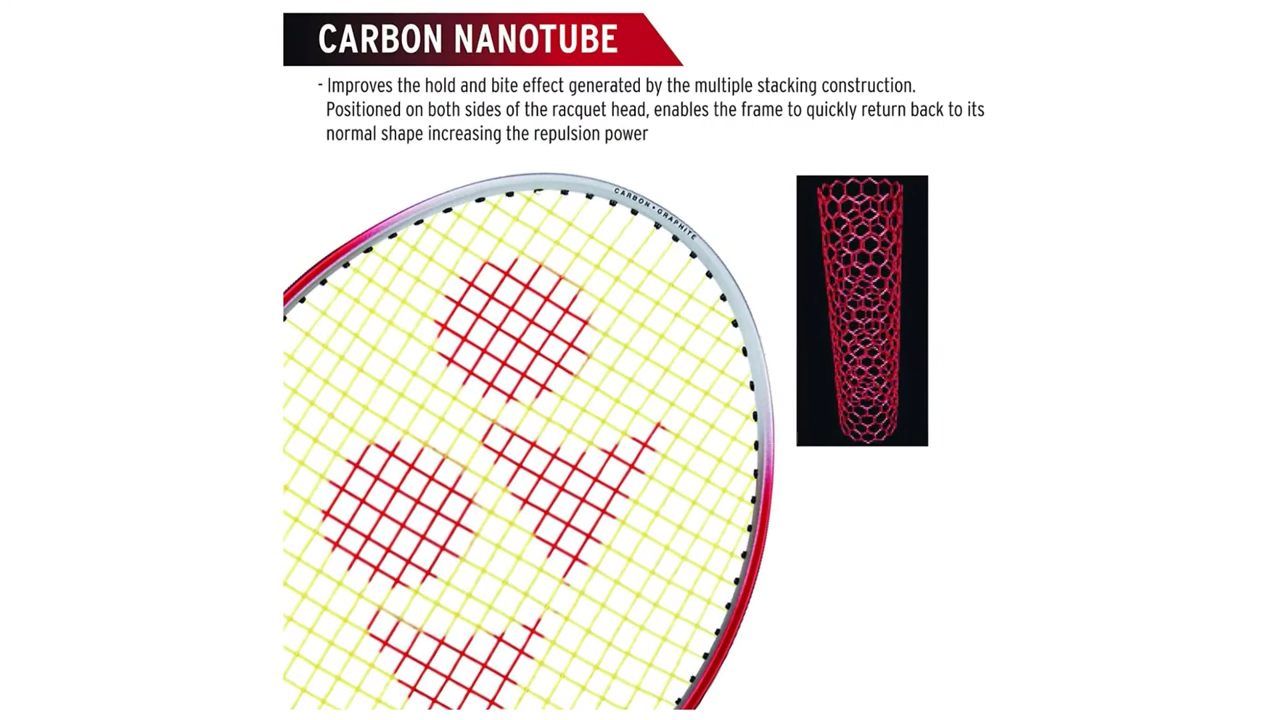 CARBON NANOTUBE
- Improves the hold and bite effect generated by the multiple stacking construction.
Positioned on both sides of the racquet head, enables the frame to quickly return back to its
normal shape increasing the repulsion power
CARBON • GRAPHITE